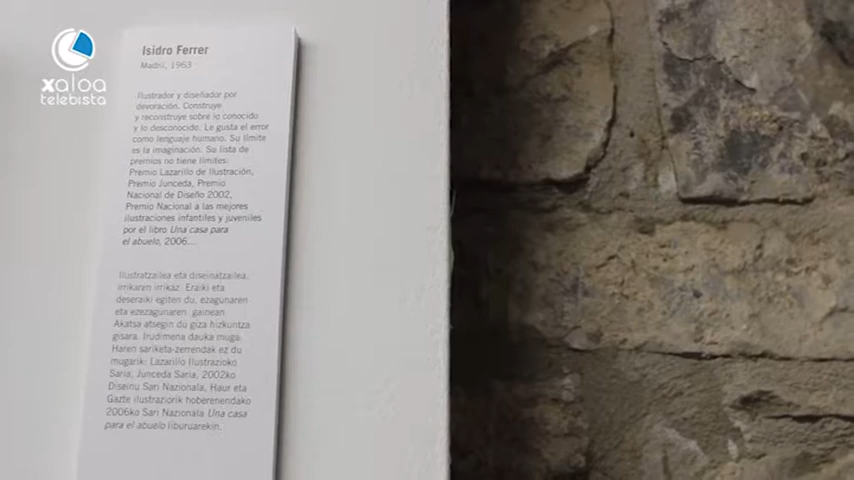 xaloa
telebista
Isidro Ferrer
Madril, 1963
Ilustrador y diseñador por
devoración. Construye
y reconstruye sobre lo conocido
y lo desconocido. Le gusta el error
como lenguaje humano. Su límite
es la imaginación. Su lista de
premios no tiene límites:
Premio Lazarillo de Ilustración,
Premio Junceda, Premio
Nacional de Diseño 2002,
Premio Nacional a las mejores
ilustraciones infantiles y juveniles
por el libro Una casa para
el abuelo, 2006...
Ilustratzailea eta diseinatzailea,
irrikaren irrikaz. Eraiki eta
deseraiki egiten du, ezagunaren
eta ezezagunaren gainean.
Akatsa atsegin du giza hizkuntza
gisara. Irudimena dauka muga.
Haren sariketa-zerrendak ez du
mugarik: Lazarillo Ilustrazioko
Saria, Junceda Saria, 2002ko
Diseinu Sari Nazionala, Haur eta
Gazte ilustraziorik hoberenendako
2006ko Sari Nazionala Una casa
para el abuelo liburuarekin.